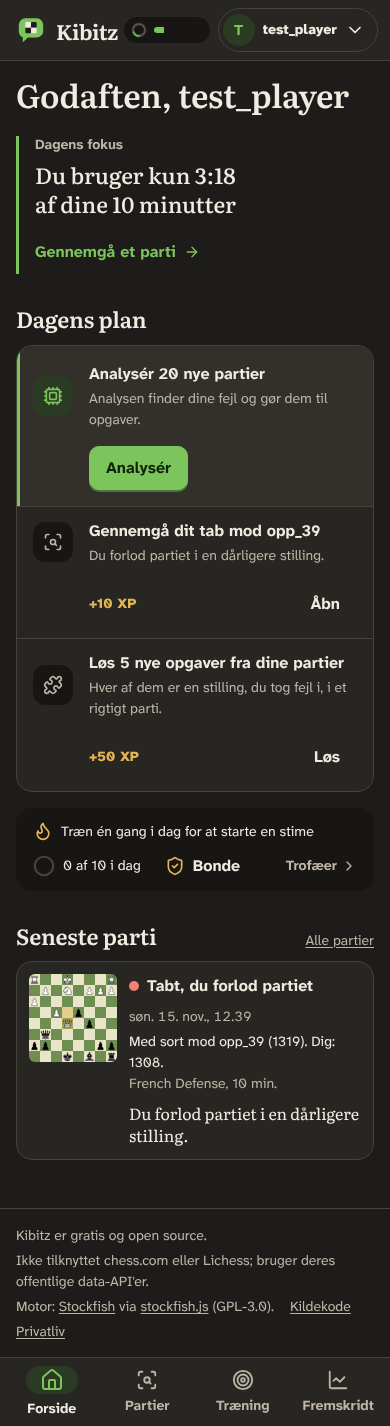 Kibitz
T test_player
Godaften, test_player
Dagens fokus
Du bruger kun 3:18
af dine 10 minutter
Gennemgå et parti →
Dagens plan
Analysér 20 nye partier
Analysen finder dine fejl og gør dem til
opgaver.
Analysér
Gennemgå dit tab mod opp_39
Du forlod partiet i en dårligere stilling.
+10 XP Åbn
Løs 5 nye opgaver fra dine partier
Hver af dem er en stilling, du tog fejl i, i et
rigtigt parti.
+50 XP Løs
Træn én gang i dag for at starte en stime
0 af 10 i dag Bonde Trofæer
Seneste parti Alle partier
Tabt, du forlod partiet
søn. 15. nov., 12.39
Med sort mod opp_39 (1319). Dig:
1308.
French Defense, 10 min.
Du forlod partiet i en dårligere
stilling.
Kibitz er gratis og open source.
Ikke tilknyttet chess.com eller Lichess; bruger deres
offentlige data-API'er.
Motor: Stockfish via stockfish.js (GPL-3.0). Kildekode
Privatliv
Forside Partier Træning Fremskridt